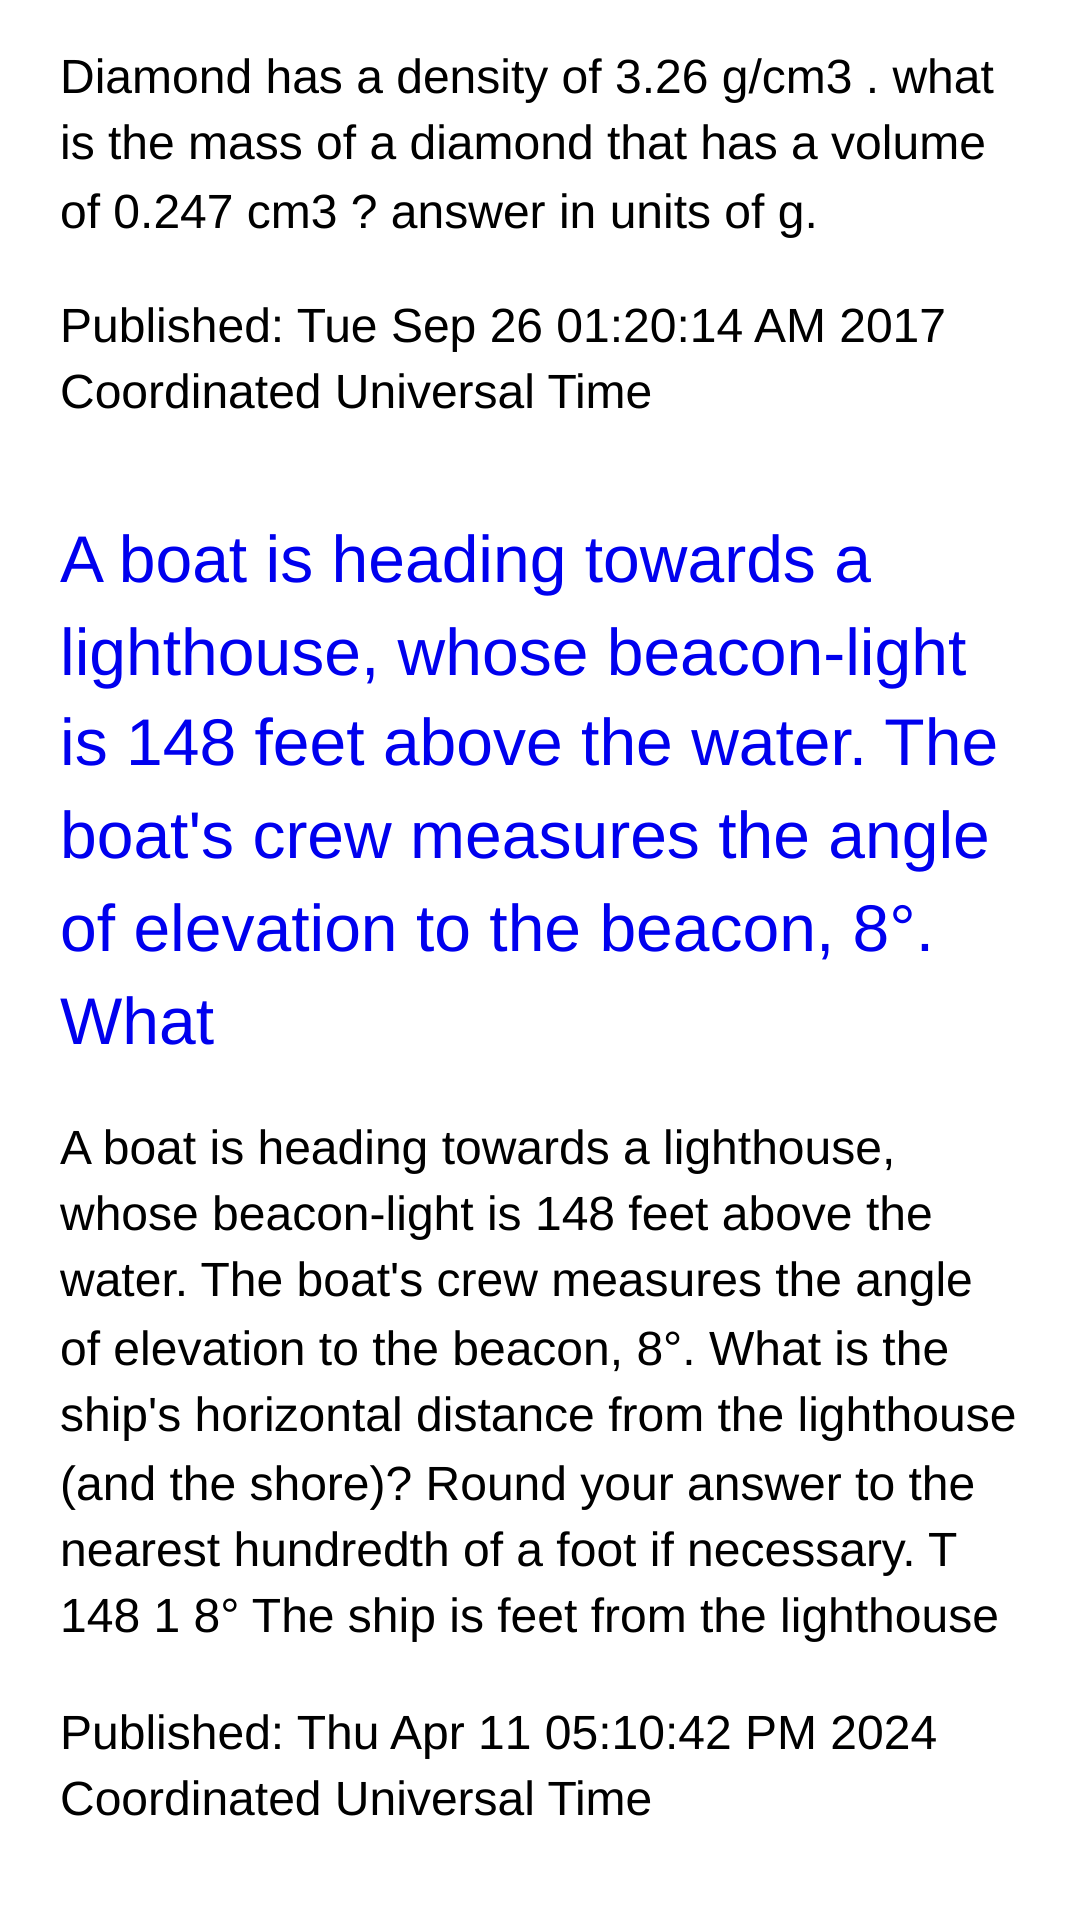 Diamond has a density of 3.26 g/cm3 . what
is the mass of a diamond that has a volume
of 0.247 cm3 ? answer in units of g.
Published: Tue Sep 26 01:20:14 AM 2017
Coordinated Universal Time
A boat is heading towards a
lighthouse, whose beacon-light
is 148 feet above the water. The
boat's crew measures the angle
of elevation to the beacon, 8°.
What
A boat is heading towards a lighthouse,
whose beacon-light is 148 feet above the
water. The boat's crew measures the angle
of elevation to the beacon, 8°. What is the
ship's horizontal distance from the lighthouse
(and the shore)? Round your answer to the
nearest hundredth of a foot if necessary. T
148 1 8° The ship is feet from the lighthouse
Published: Thu Apr 11 05:10:42 PM 2024
Coordinated Universal Time